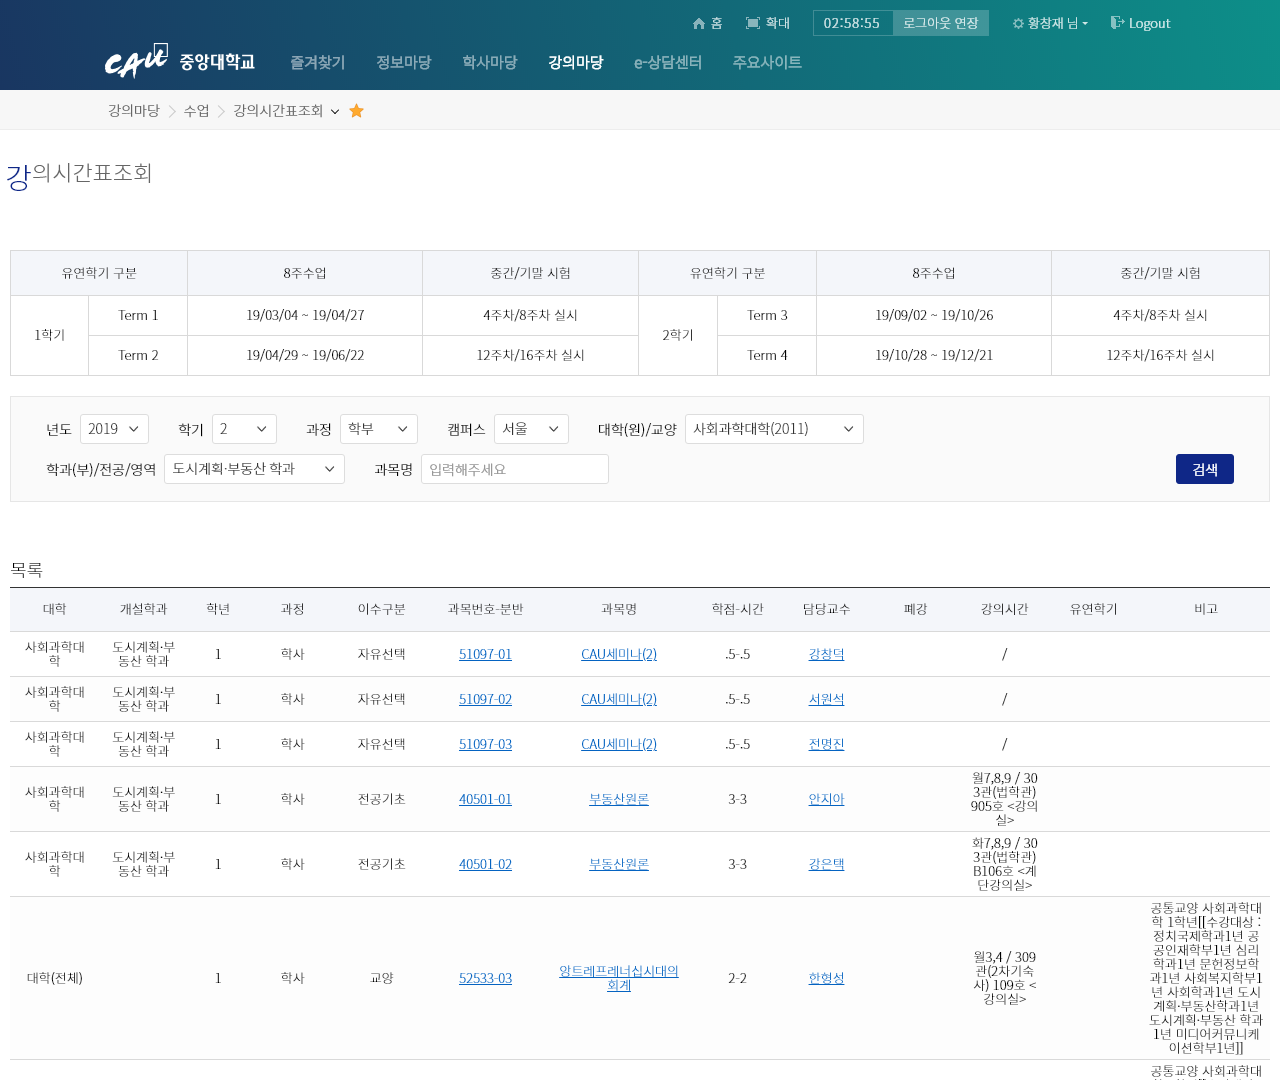 홈 확대 02:58:55 로그아웃 연장 황창재 님 Logout
CAU 중앙대학교 즐겨찾기 정보마당 학사마당 강의마당 e-상담센터 주요사이트
강의마당 수업 강의시간표조회
강의시간표조회
유연학기 구분 8주수업 중간/기말 시험 유연학기 구분 8주수업 중간/기말 시험
1학기 Term 1 19/03/04 ~ 19/04/27 4주차/8주차 실시 2학기 Term 3 19/09/02 ~ 19/10/26 4주차/8주차 실시
Term 2 19/04/29 ~ 19/06/22 12주차/16주차 실시 Term 4 19/10/28 ~ 19/12/21 12주차/16주차 실시
년도 2019 학기 2 과정 학부 캠퍼스 서울 대학(원)/교양 사회과학대학(2011)
학과(부)/전공/영역 도시계획·부동산 학과 과목명 입력해주세요 검색
목록
대학 개설학과 학년 과정 이수구분 과목번호-분반 과목명 학점-시간 담당교수 폐강 강의시간 유연학기 비고
사회과학대
학 도시계획·부
동산 학과 1 학사 자유선택 51097-01 CAU세미나(2) .5-.5 강창덕 /
사회과학대
학 도시계획·부
동산 학과 1 학사 자유선택 51097-02 CAU세미나(2) .5-.5 서원석 /
사회과학대
학 도시계획·부
동산 학과 1 학사 자유선택 51097-03 CAU세미나(2) .5-.5 전명진 /
사회과학대
학 도시계획·부
동산 학과 1 학사 전공기초 40501-01 부동산원론 3-3 안지아 월7,8,9 / 30
3관(법학관)
905호 <강의
실>
사회과학대
학 도시계획·부
동산 학과 1 학사 전공기초 40501-02 부동산원론 3-3 강은택 화7,8,9 / 30
3관(법학관)
B106호 <계
단강의실>
대학(전체) 1 학사 교양 52533-03 앙트레프레너십시대의
회계 2-2 한형성 월3,4 / 309
관(2차기숙
사) 109호 <
강의실>
공통교양 사회과학대
학 1학년[[수강대상 :
정치국제학과1년 공
공인재학부1년 심리
학과1년 문헌정보학
과1년 사회복지학부1
년 사회학과1년 도시
계획·부동산학과1년
도시계획·부동산 학과
1년 미디어커뮤니케
이션학부1년]]
공통교양 사회과학대